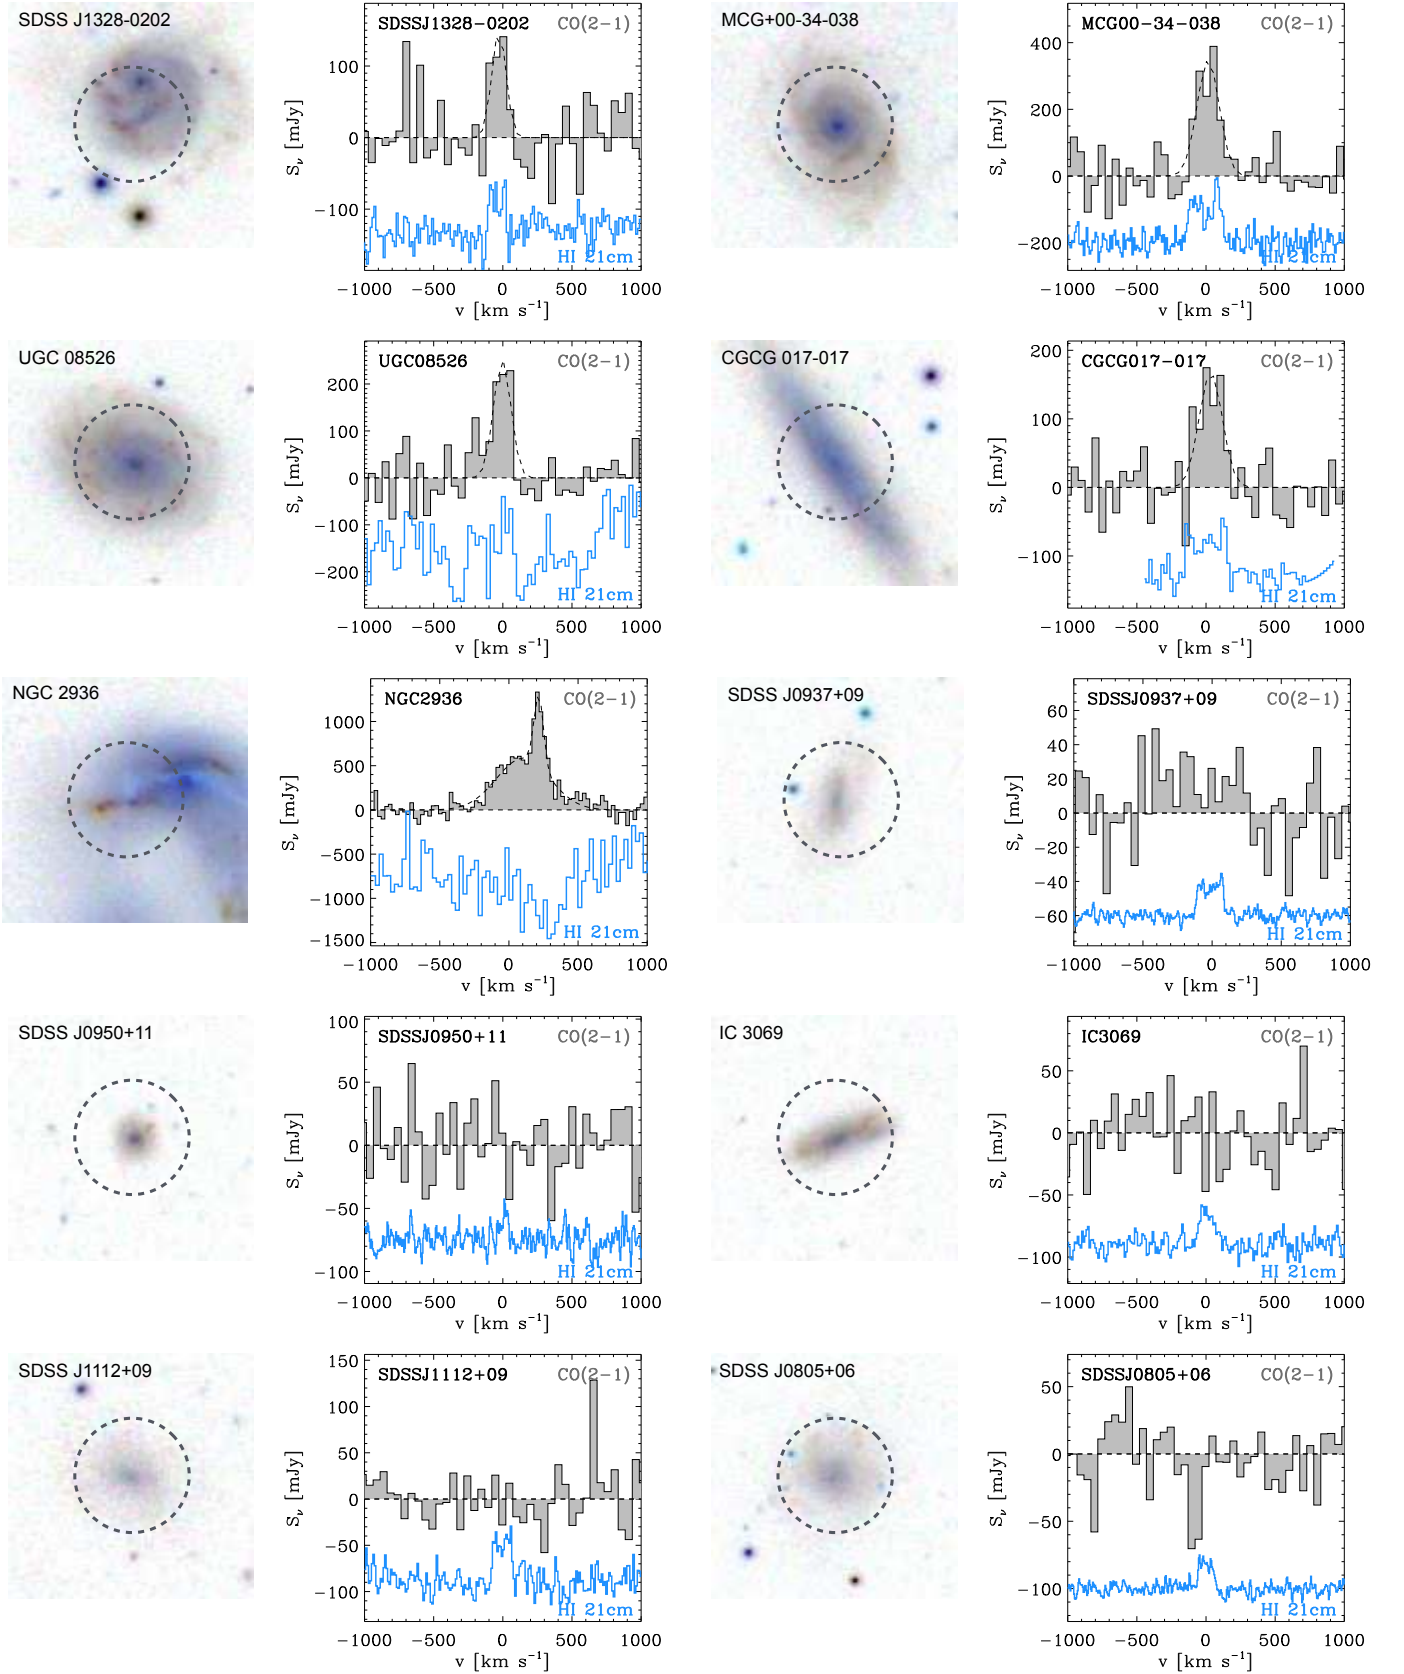 SDSS J1328-0202
SDSSJ1328-0202 CO(2-1)
100
0
-100
Sν [mJy]
HI 21cm
-1000 -500 0 500 1000
v [km s⁻¹]
MCG+00-34-038
MCG00-34-038 CO(2-1)
400
200
0
-200
Sν [mJy]
HI 21cm
-1000 -500 0 500 1000
v [km s⁻¹]
UGC 08526
UGC08526 CO(2-1)
200
100
0
-100
-200
Sν [mJy]
HI 21cm
-1000 -500 0 500 1000
v [km s⁻¹]
CGCG 017-017
CGCG017-017 CO(2-1)
200
100
0
-100
Sν [mJy]
HI 21cm
-1000 -500 0 500 1000
v [km s⁻¹]
NGC 2936
NGC2936 CO(2-1)
1000
500
0
-500
-1000
-1500
Sν [mJy]
HI 21cm
-1000 -500 0 500 1000
v [km s⁻¹]
SDSS J0937+09
SDSSJ0937+09 CO(2-1)
60
40
20
0
-20
-40
-60
Sν [mJy]
HI 21cm
-1000 -500 0 500 1000
v [km s⁻¹]
SDSS J0950+11
SDSSJ0950+11 CO(2-1)
100
50
0
-50
-100
Sν [mJy]
HI 21cm
-1000 -500 0 500 1000
v [km s⁻¹]
IC 3069
IC3069 CO(2-1)
50
0
-50
-100
Sν [mJy]
HI 21cm
-1000 -500 0 500 1000
v [km s⁻¹]
SDSS J1112+09
SDSSJ1112+09 CO(2-1)
150
100
50
0
-50
-100
Sν [mJy]
HI 21cm
-1000 -500 0 500 1000
v [km s⁻¹]
SDSS J0805+06
SDSSJ0805+06 CO(2-1)
50
0
-50
-100
Sν [mJy]
HI 21cm
-1000 -500 0 500 1000
v [km s⁻¹]